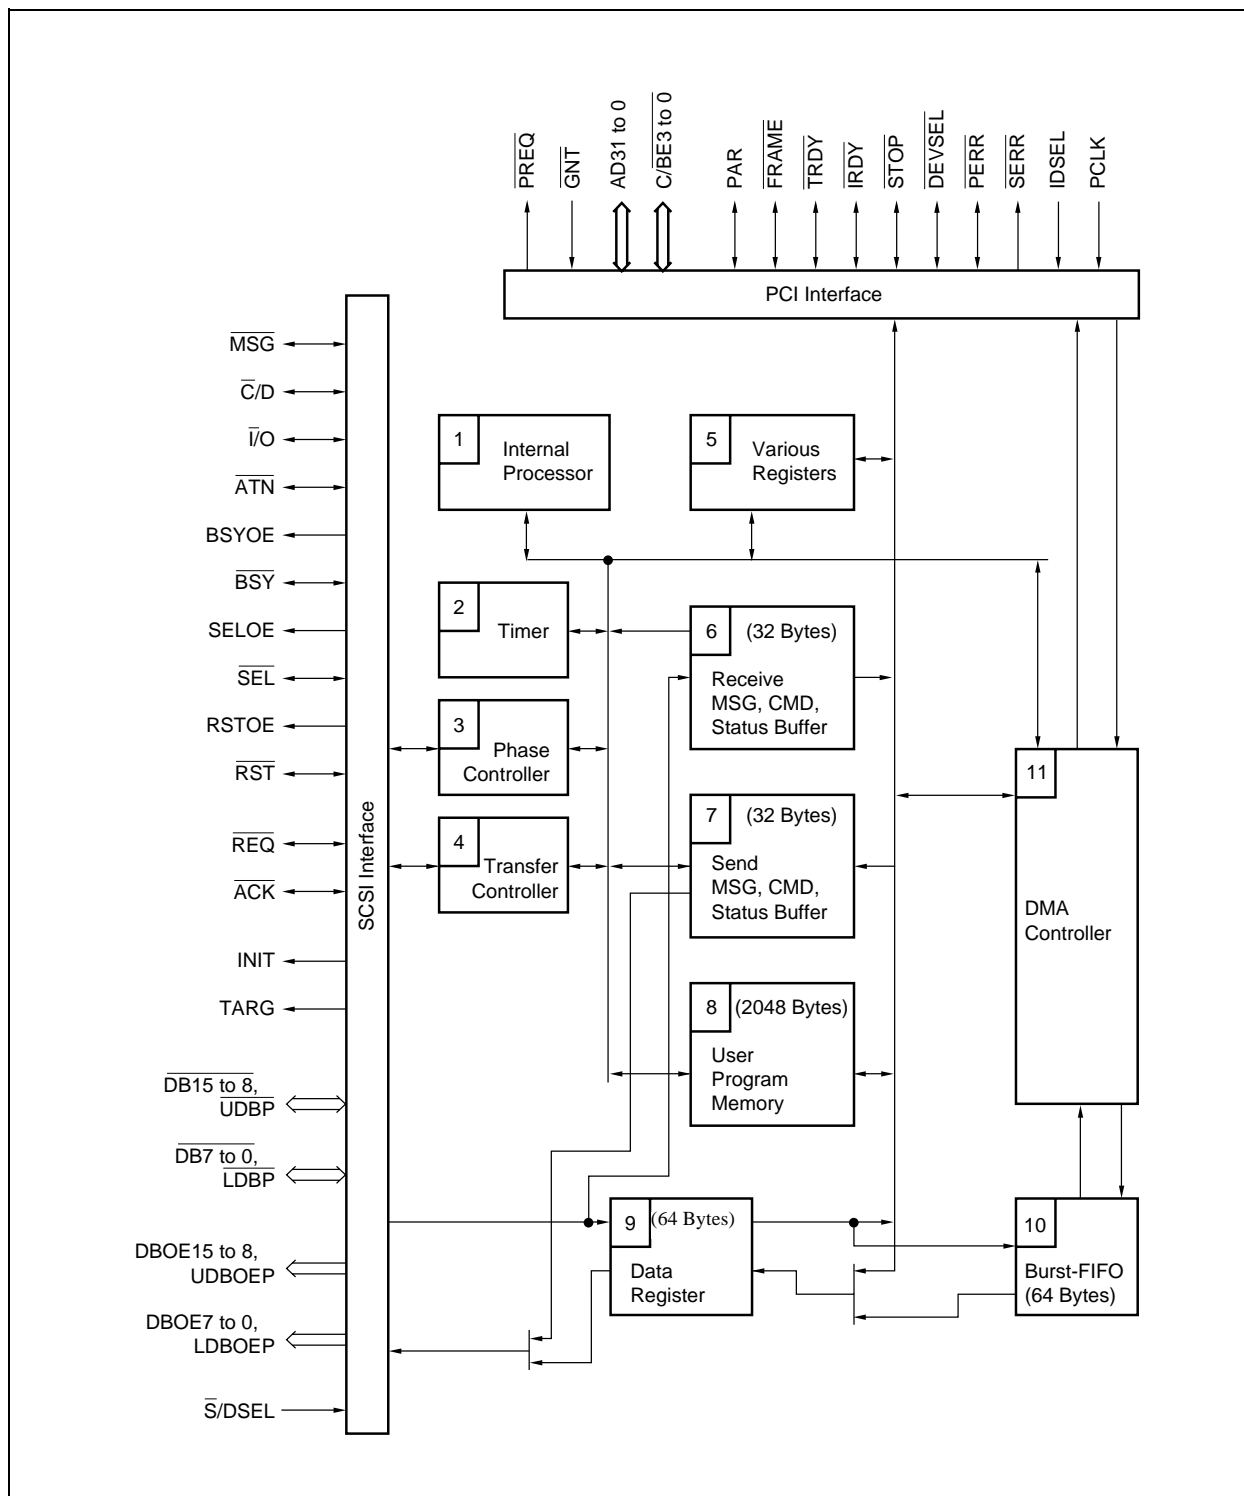 PREQ
GNT
AD31 to 0
C/BE3 to 0
PAR
FRAME
TRDY
IRDY
STOP
DEVSEL
PERR
SERR
IDSEL
PCLK
PCI Interface
MSG
C/D
I/O
ATN
BSYOE
BSY
SELOE
SEL
RSTOE
RST
REQ
ACK
INIT
TARG
DB15 to 8,
UDBP
DB7 to 0,
LDBP
DBOE15 to 8,
UDBOEP
DBOE7 to 0,
LDBOEP
S/DSEL
SCSI Interface
1
Internal
Processor
2
Timer
3
Phase
Controller
4
Transfer
Controller
5
Various
Registers
6 (32 Bytes)
Receive
MSG, CMD,
Status Buffer
7 (32 Bytes)
Send
MSG, CMD,
Status Buffer
8 (2048 Bytes)
User
Program
Memory
9 (64 Bytes)
Data
Register
10
Burst-FIFO
(64 Bytes)
11
DMA
Controller